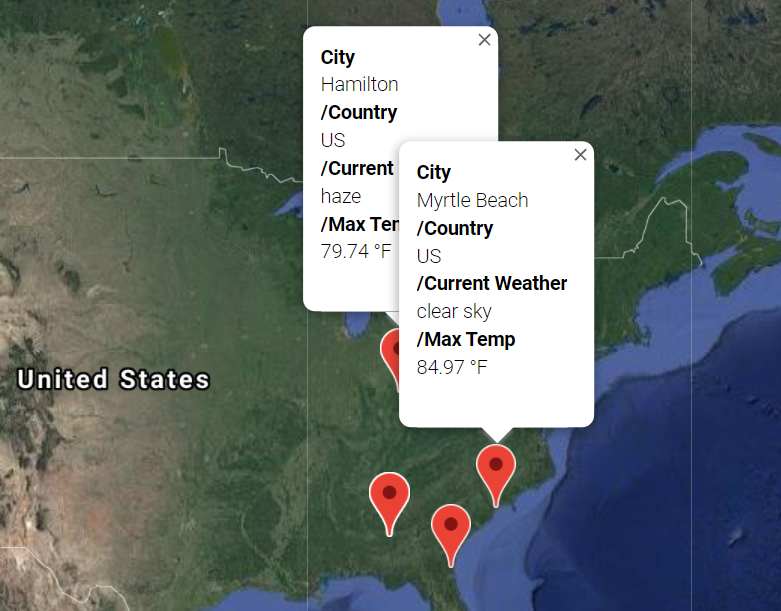 City
Hamilton
/Country
US
/Current
haze
/Max Ten
79.74 °F
City
Myrtle Beach
/Country
US
/Current Weather
clear sky
/Max Temp
84.97 °F
United States